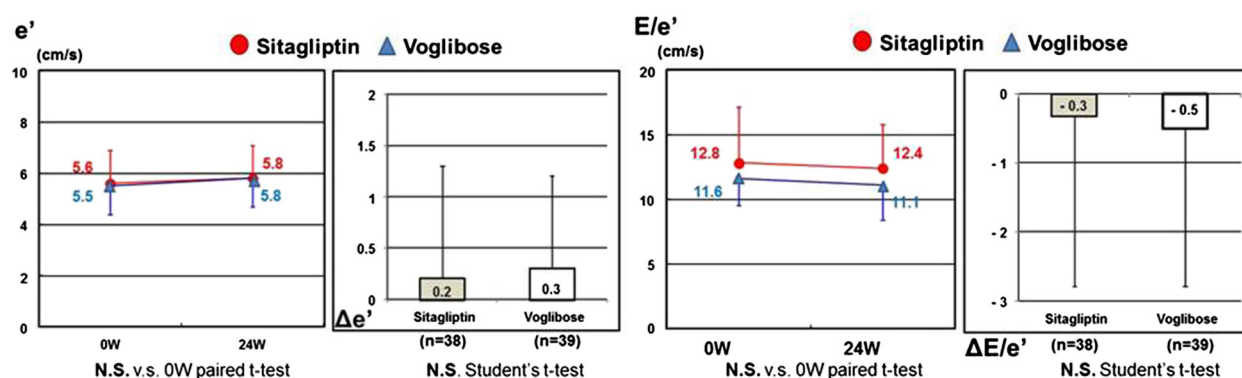 e’
(cm/s)
Sitagliptin Voglibose
10
8
6
4
2
0
5.6
5.5
5.8
5.8
0W 24W
N.S. v.s. 0W paired t-test
2
1.5
1
0.5
0
0.2 0.3
Δe’
Sitagliptin Voglibose
(n=38) (n=39)
N.S. Student’s t-test
E/e’
(cm/s)
Sitagliptin Voglibose
20
15
10
5
0
12.8
11.6
12.4
11.1
0W 24W
N.S. v.s. 0W paired t-test
0
- 1
- 2
- 3
- 0.3 - 0.5
Sitagliptin Voglibose
ΔE/e’ (n=38) (n=39)
N.S. Student’s t-test